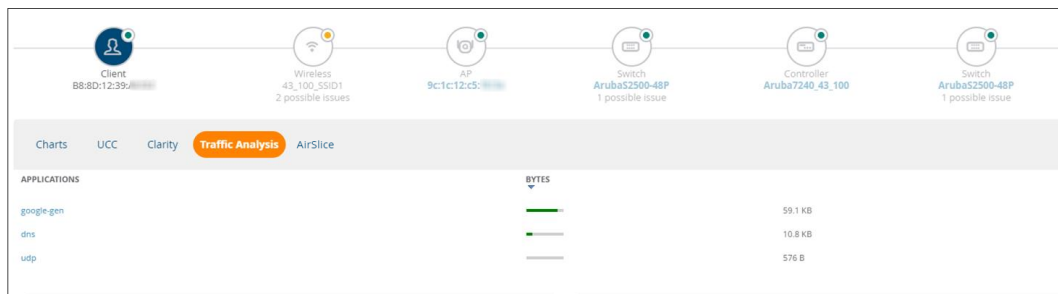 Client
B8:8D:12:39:
Wireless
43_100_SSID1
2 possible issues
AP
9c:1c:12:c5:
Switch
ArubaS2500-48P
1 possible issue
Controller
Aruba7240_43_100
Switch
ArubaS2500-48P
1 possible issue
Charts UCC Clarity Traffic Analysis AirSlice
APPLICATIONS BYTES
google-gen 59.1 KB
dns 10.8 KB
udp 576 B